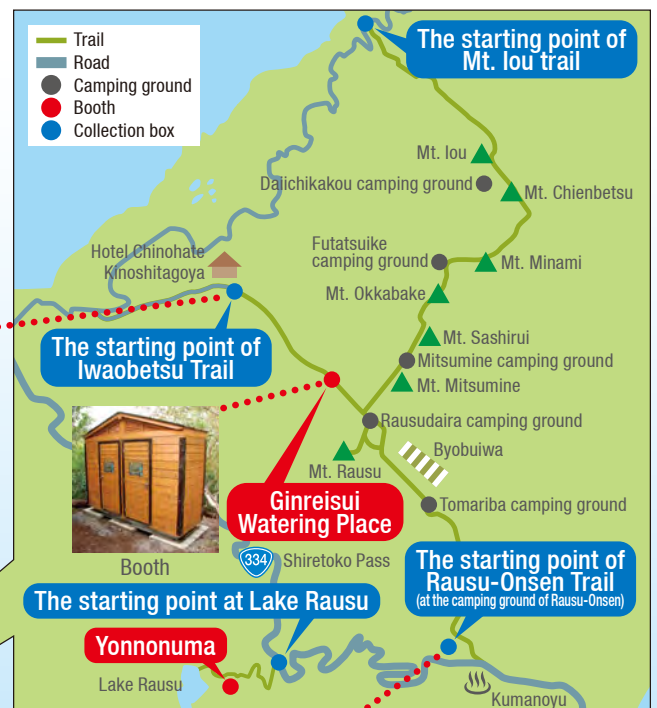 Trail
Road
Camping ground
Booth
Collection box
The starting point of
Mt. Iou trail
Mt. Iou
Daiichikakou camping ground
Mt. Chienbetsu
Hotel Chinohate
Kinoshitagoya
Futatsuike
camping ground
Mt. Minami
Mt. Okkabake
The starting point of
Iwaobetsu Trail
Mt. Sashirui
Mitsumine camping ground
Mt. Mitsumine
Rausudaira camping ground
Byobuiwa
Mt. Rausu
Ginreisui
Watering Place
Tomariba camping ground
Booth
334
Shiretoko Pass
The starting point of
Rausu-Onsen Trail
(at the camping ground of Rausu-Onsen)
The starting point at Lake Rausu
Yonnonuma
Lake Rausu
Kumanoyu